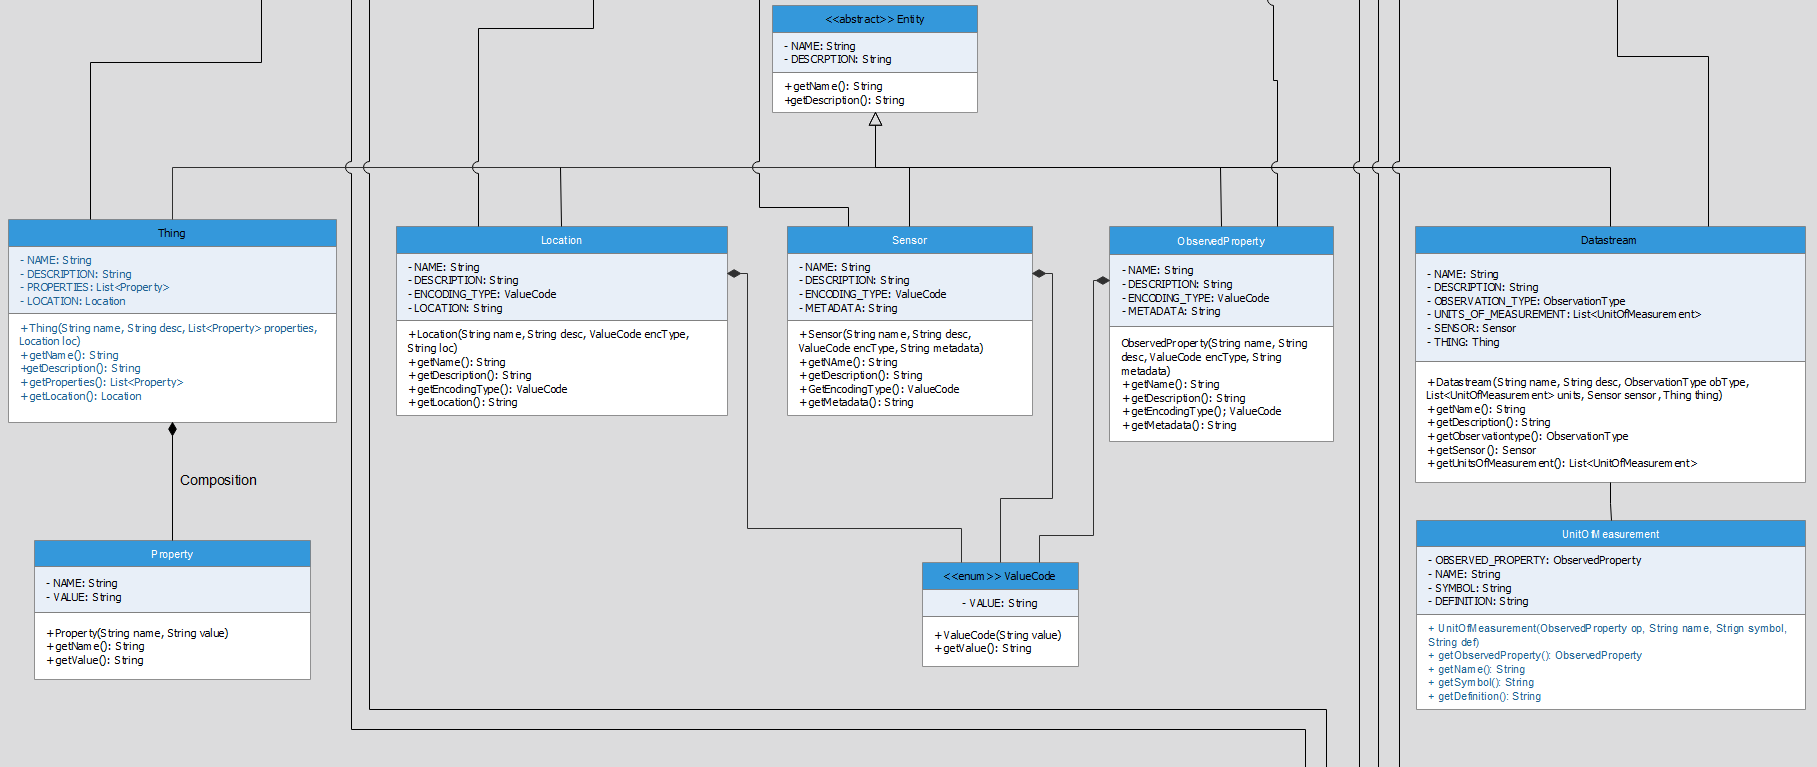 <<abstract>> Entity
- NAME: String
- DESCRPTION: String
+getName(): String
+getDescription(): String
Thing
- NAME: String
- DESCRIPTION: String
- PROPERTIES: List<Property>
- LOCATION: Location
+Thing(String name, String desc, List<Property> properties,
Location loc)
+getName(): String
+getDescription(): String
+getProperties(): List<Property>
+getLocation(): Location
Location
- NAME: String
- DESCRIPTION: String
- ENCODING_TYPE: ValueCode
- LOCATION: String
+Location(String name, String desc, ValueCode encType,
String loc)
+getName(): String
+getDescription(): String
+getEncodingType(): ValueCode
+getLocation(): String
Sensor
- NAME: String
- DESCRIPTION: String
- ENCODING_TYPE: ValueCode
- METADATA: String
+Sensor(String name, String desc,
ValueCode encType, String metadata)
+getNAme(): String
+getDescription(): String
+GetEncodingType(): ValueCode
+getMetadata(): String
ObservedProperty
- NAME: String
- DESCRIPTION: String
- ENCODING_TYPE: ValueCode
- METADATA: String
ObservedProperty(String name, String
desc, ValueCode encType, String
metadata)
+getName(): String
+getDescription(): String
+getEncodingType(); ValueCode
+getMetadata(): String
Datastream
- NAME: String
- DESCRIPTION: String
- OBSERVATION_TYPE: ObservationType
- UNITS_OF_MEASUREMENT: List<UnitOfMeasurement>
- SENSOR: Sensor
- THING: Thing
+Datastream(String name, String desc, ObservationType obType,
List<UnitOfMeasurement> units, Sensor sensor, Thing thing)
+getName(): String
+getDescription(): String
+getObservationtype(): ObservationType
+getSensor(): Sensor
+getUnitsOfMeasurement(): List<UnitOfMeasurement>
Composition
Property
- NAME: String
- VALUE: String
+Property(String name, String value)
+getName(): String
+getValue(): String
<<enum>> ValueCode
- VALUE: String
+ValueCode(String value)
+getValue(): String
UnitOfMeasurement
- OBSERVED_PROPERTY: ObservedProperty
- NAME: String
- SYMBOL: String
- DEFINITION: String
+ UnitOfMeasurement(ObservedProperty op, String name, Strign symbol,
String def)
+ getObservedProperty(): ObservedProperty
+ getName(): String
+ getSymbol(): String
+ getDefinition(): String